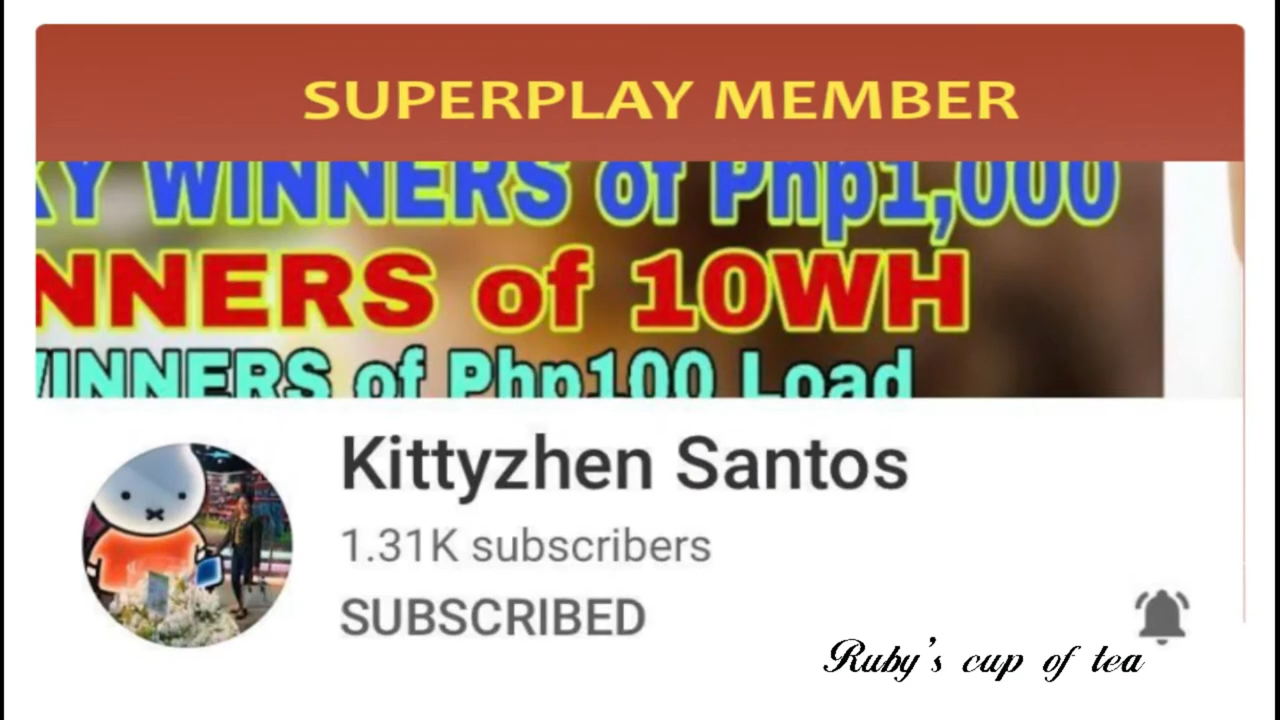 SUPERPLAY MEMBER
WINNERS of Php1,000
NNERS of 10WH
WINNERS of Php100 Load
Kittyzhen Santos
1.31K subscribers
SUBSCRIBED
Ruby's cup of tea